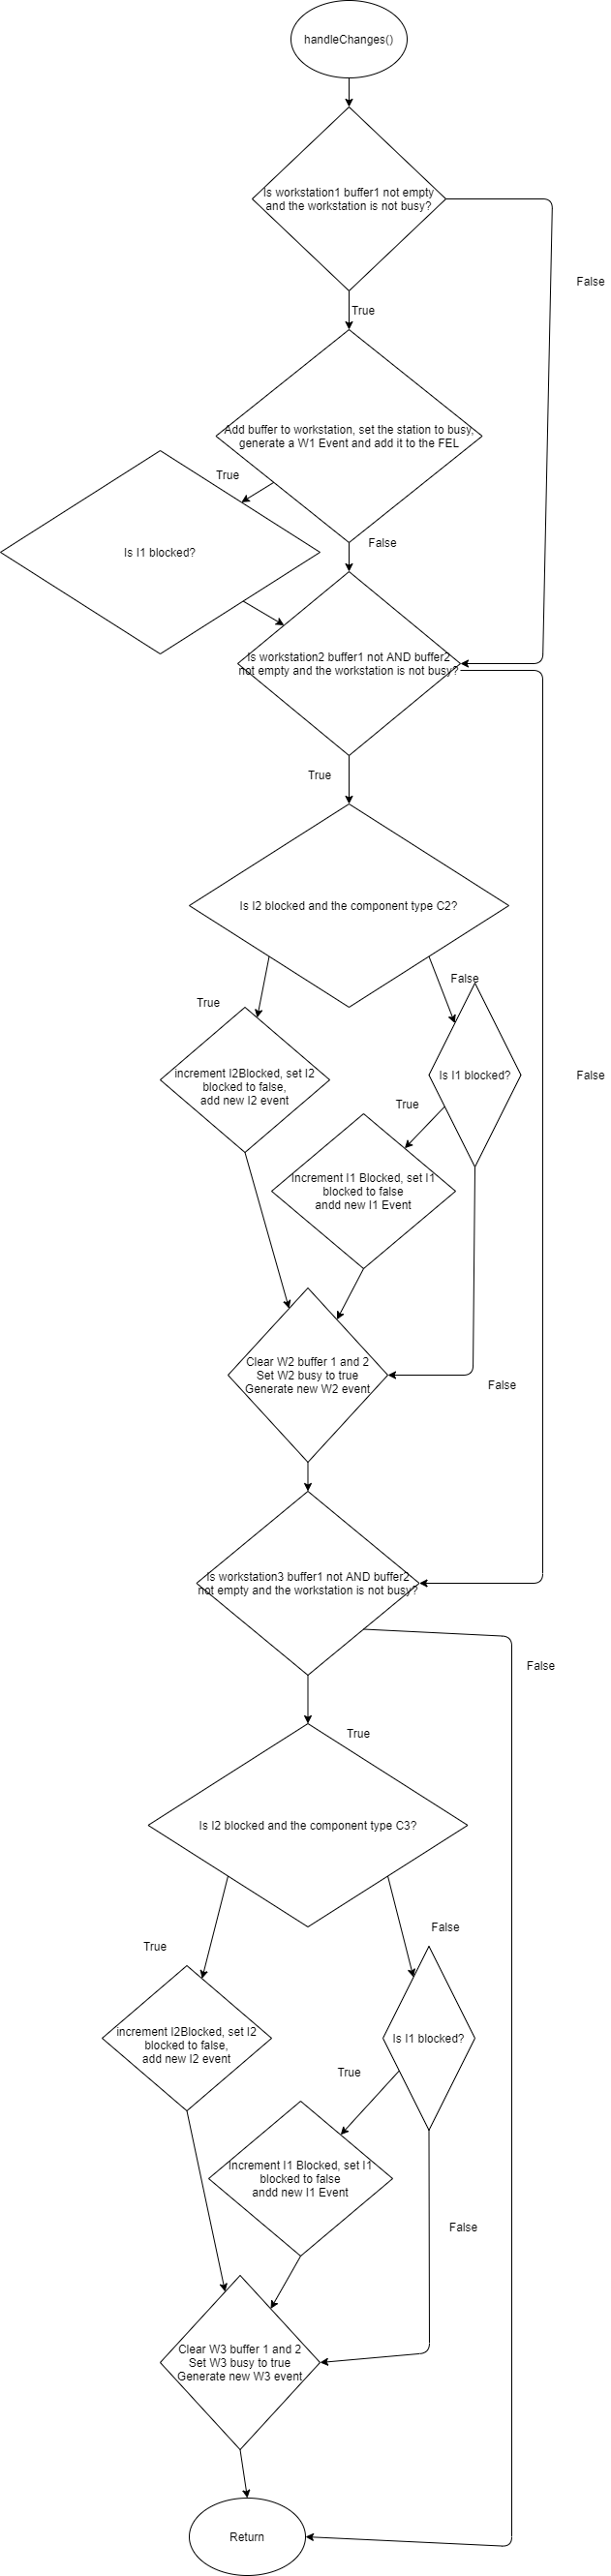 handleChanges()
Is workstation1 buffer1 not empty
and the workstation is not busy?
False
True
Add buffer to workstation, set the station to busy,
generate a W1 Event and add it to the FEL
True
False
Is I1 blocked?
Is workstation2 buffer1 not AND buffer2
not empty and the workstation is not busy?
True
Is I2 blocked and the component type C2?
False
True
increment I2Blocked, set I2
blocked to false,
add new I2 event
Is I1 blocked?
False
True
Increment I1 Blocked, set I1
blocked to false
andd new I1 Event
Clear W2 buffer 1 and 2
Set W2 busy to true
Generate new W2 event
False
Is workstation3 buffer1 not AND buffer2
not empty and the workstation is not busy?
False
True
Is I2 blocked and the component type C3?
False
True
increment I2Blocked, set I2
blocked to false,
add new I2 event
Is I1 blocked?
True
Increment I1 Blocked, set I1
blocked to false
andd new I1 Event
False
Clear W3 buffer 1 and 2
Set W3 busy to true
Generate new W3 event
Return